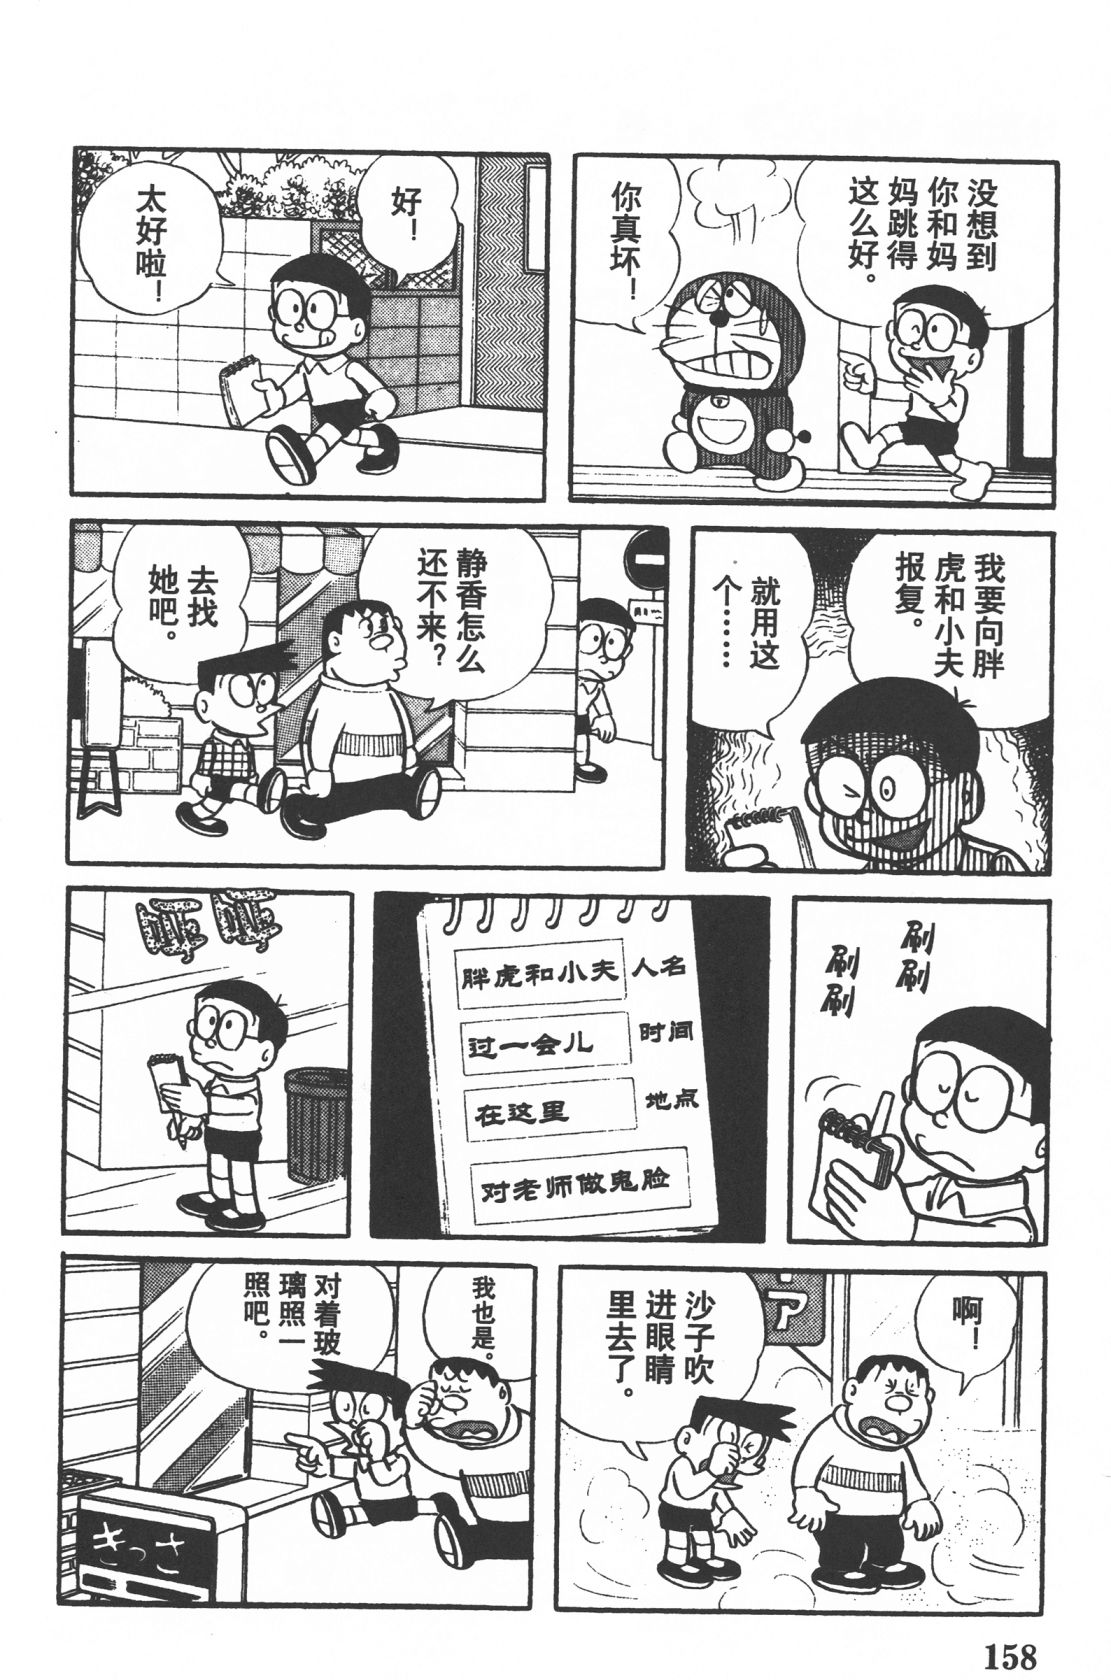 没想到
你和妈
妈跳得
这么好。
你真
坏！
好！
太好啦！
我要向胖
虎和小夫
报复。
就用这
个……
静香怎么
还不来？
去找
她吧。
刷刷
刷刷
胖虎和小夫 人名
过一会儿 时间
在这里 地点
对老师做鬼脸
啊！
沙子吹
进眼睛
里去了。
ア
我也是。
对着玻
璃照一
照吧。
きっさ
158